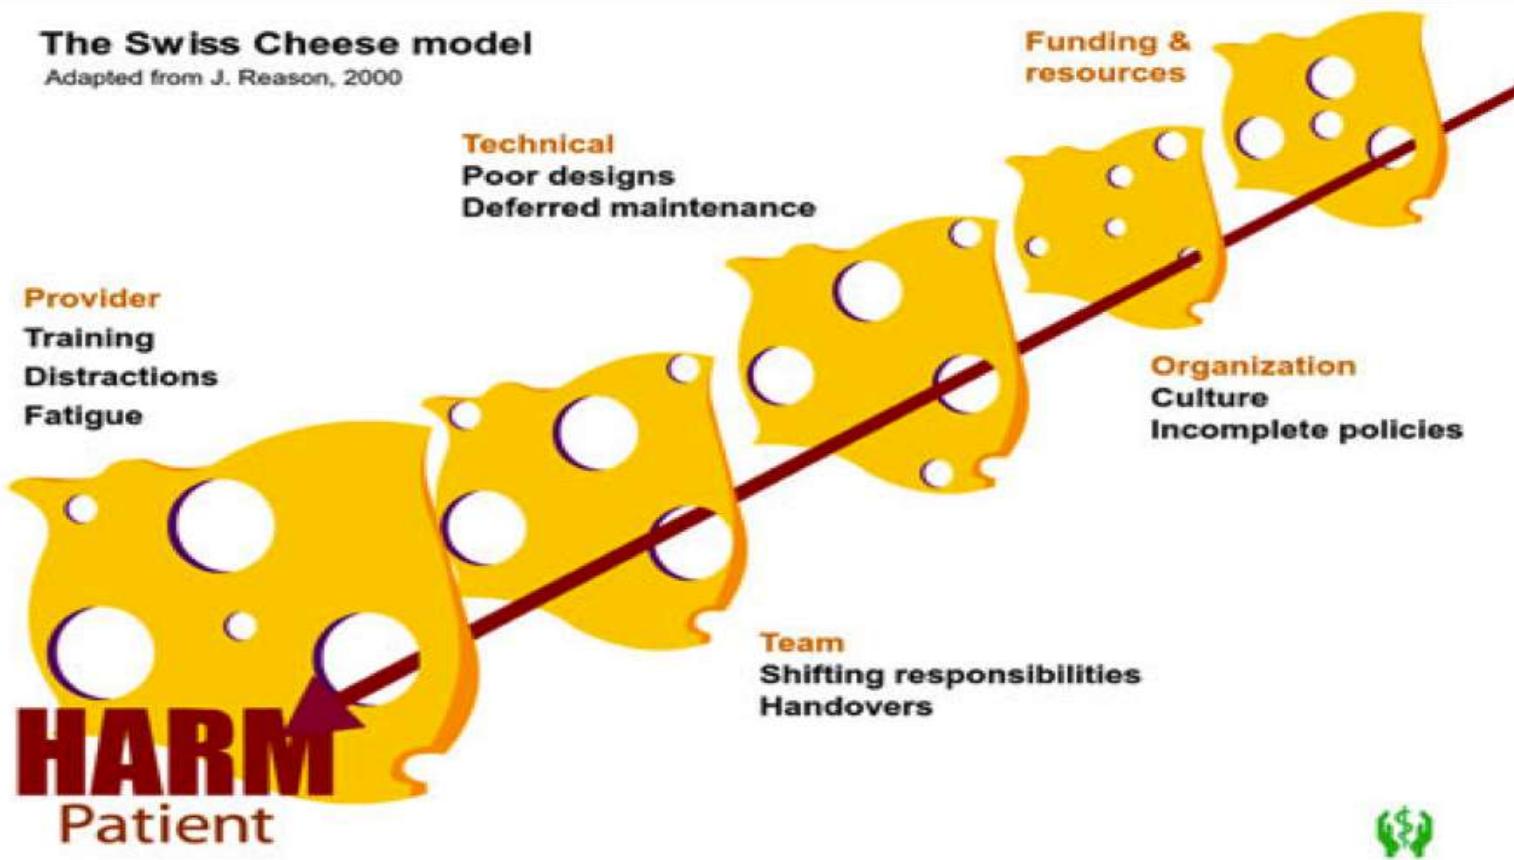 The Swiss Cheese model
Adapted from J. Reason, 2000
Funding &
resources
Technical
Poor designs
Deferred maintenance
Provider
Training
Distractions
Fatigue
Organization
Culture
Incomplete policies
Team
Shifting responsibilities
Handovers
HARM
Patient